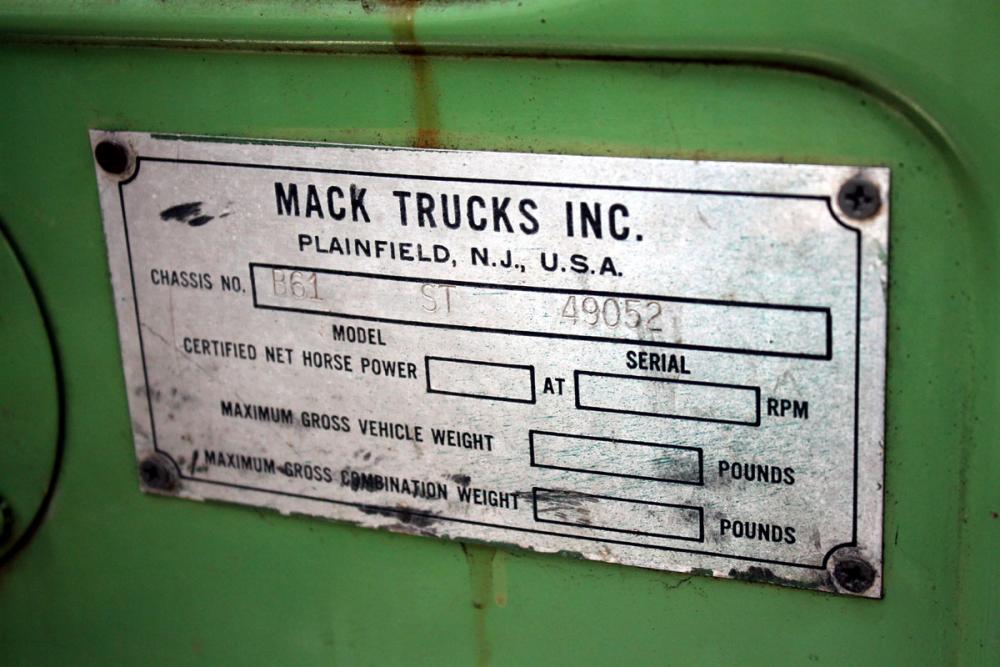 MACK TRUCKS INC.
PLAINFIELD, N.J., U.S.A.
CHASSIS NO. B61 ST 49052
MODEL SERIAL
CERTIFIED NET HORSE POWER AT RPM
MAXIMUM GROSS VEHICLE WEIGHT POUNDS
MAXIMUM GROSS COMBINATION WEIGHT POUNDS